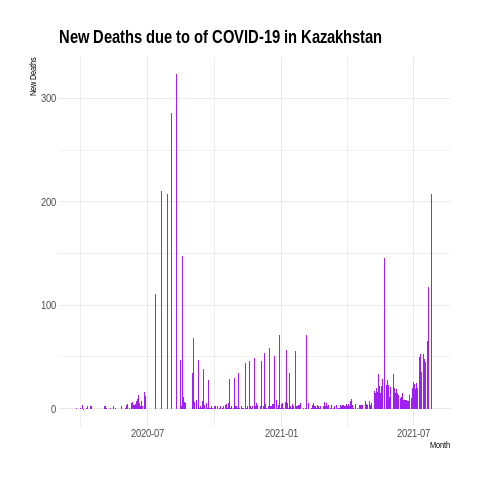 New Deaths due to of COVID-19 in Kazakhstan
New Deaths
300
200
100
0
2020-07
2021-01
2021-07
Month